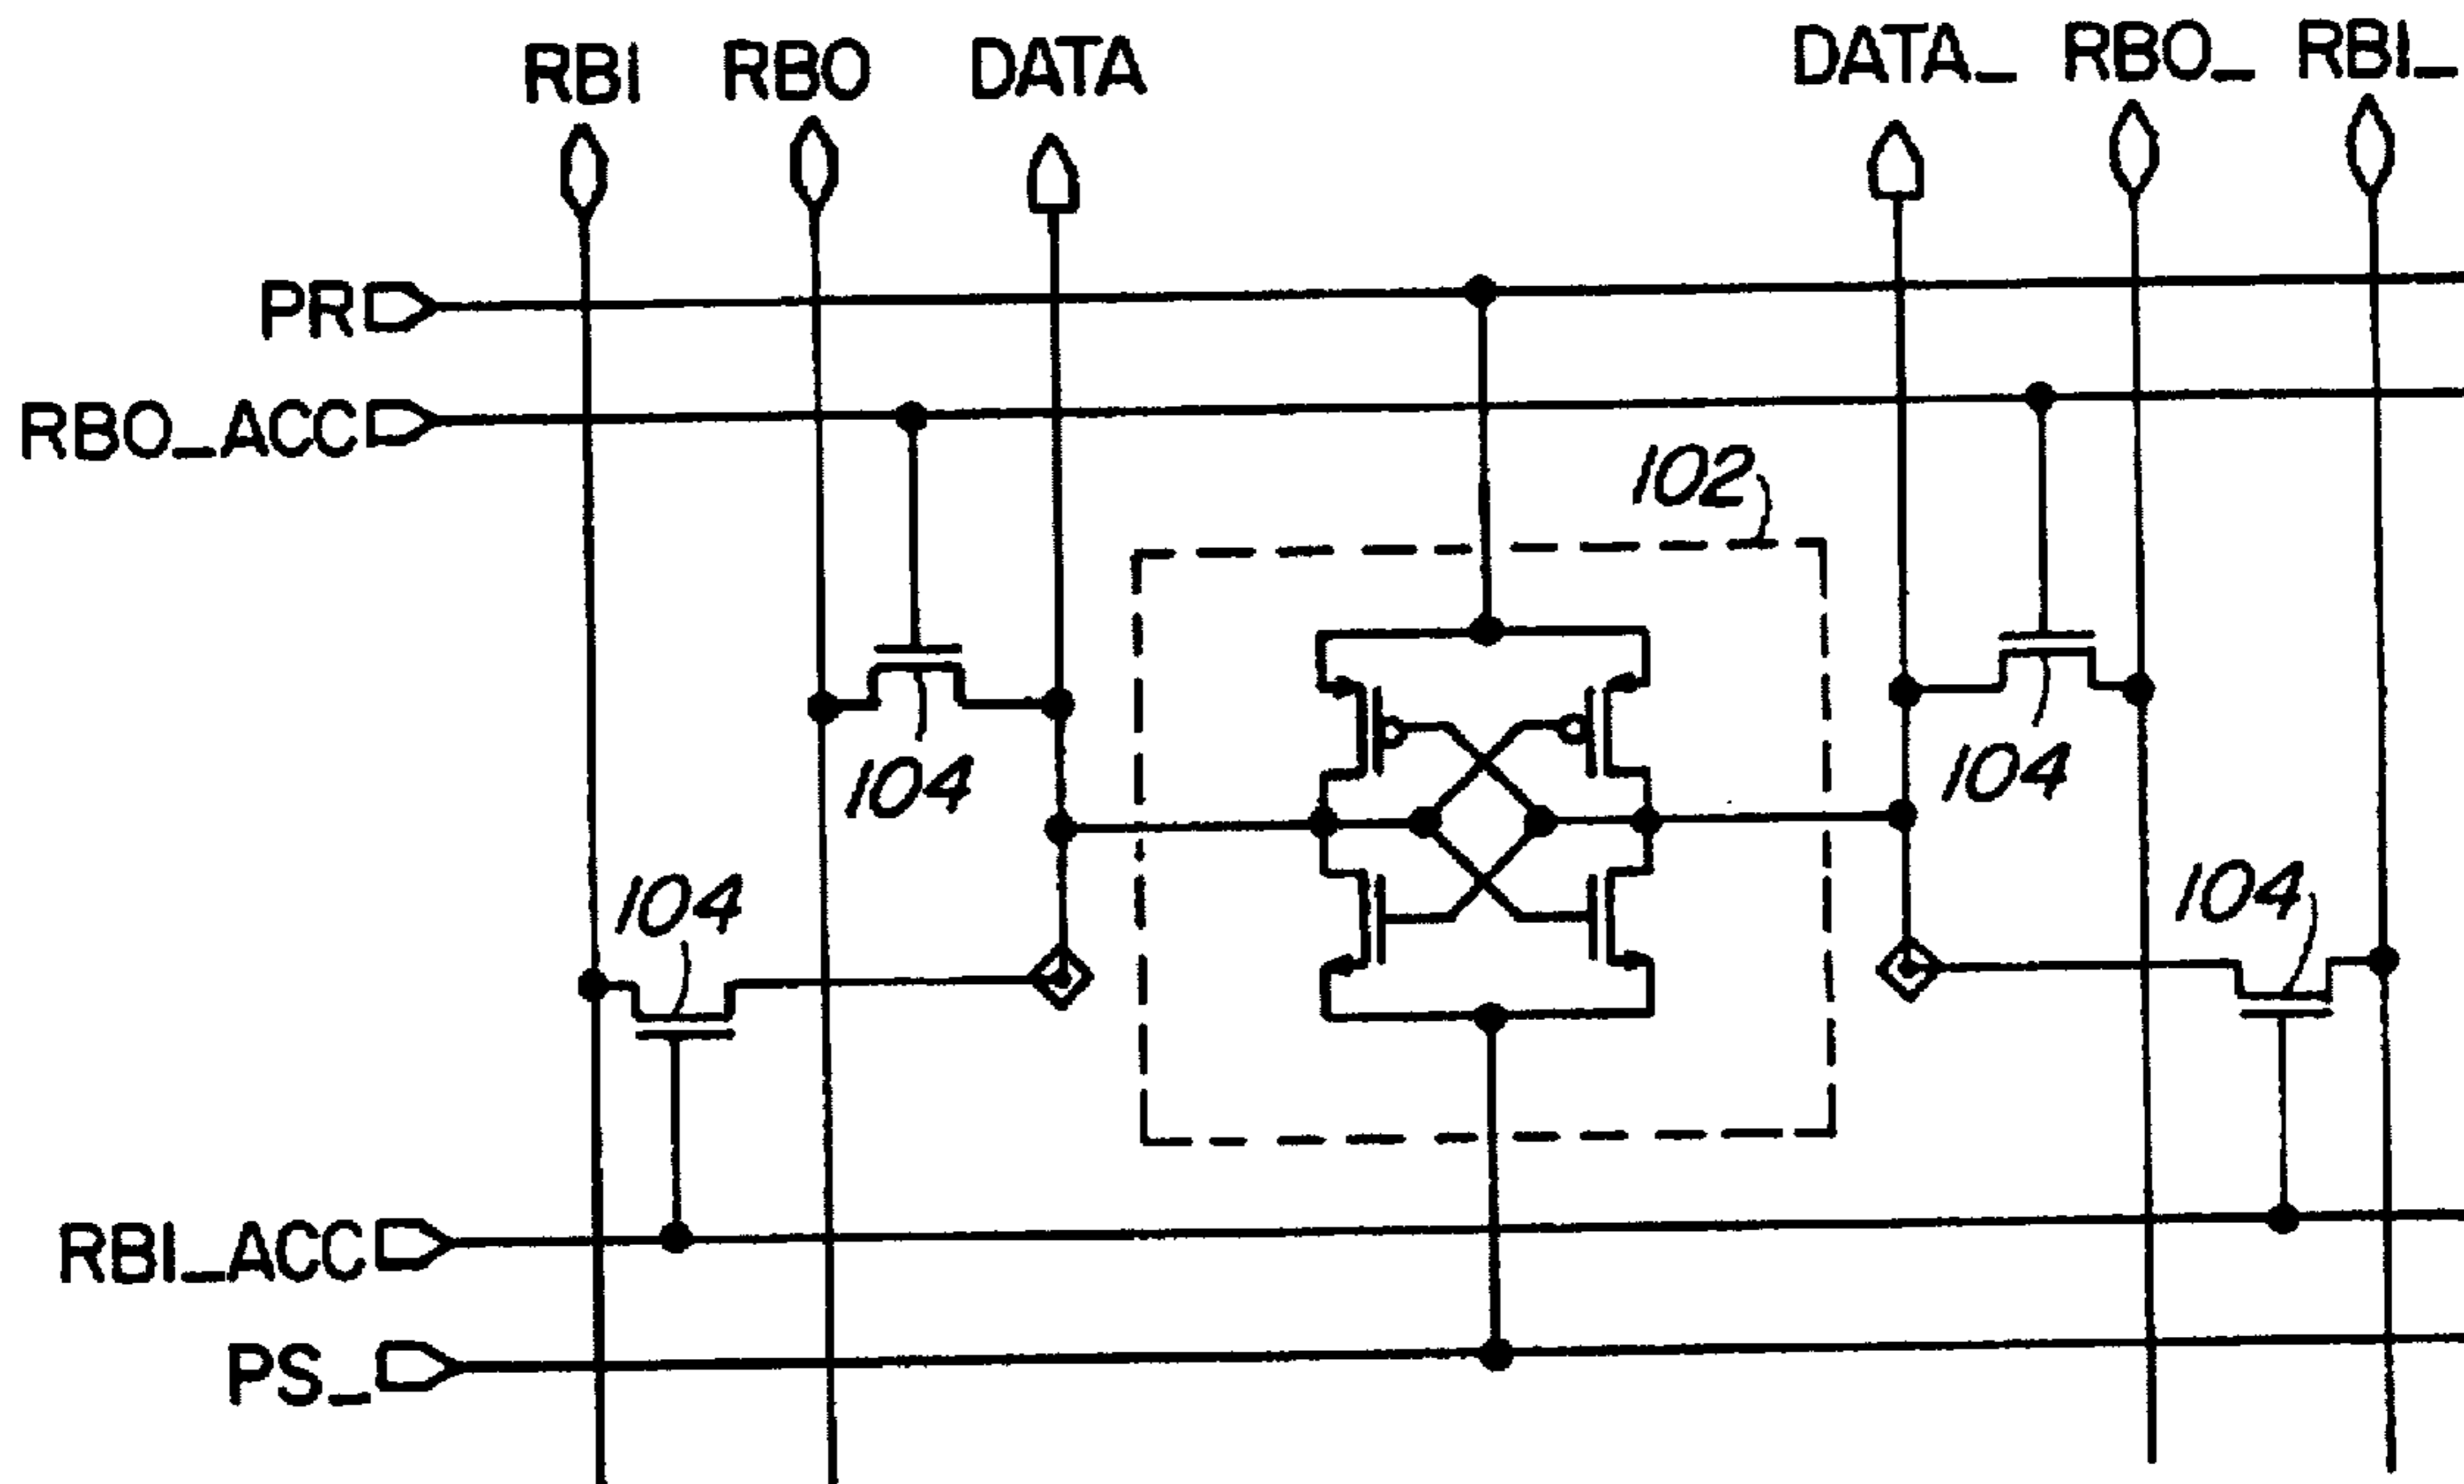 RBI RBO DATA DATA_ RBO_ RBI_
PR
RBO_ACC
102
104
104
104
104
RBI_ACC
PS_